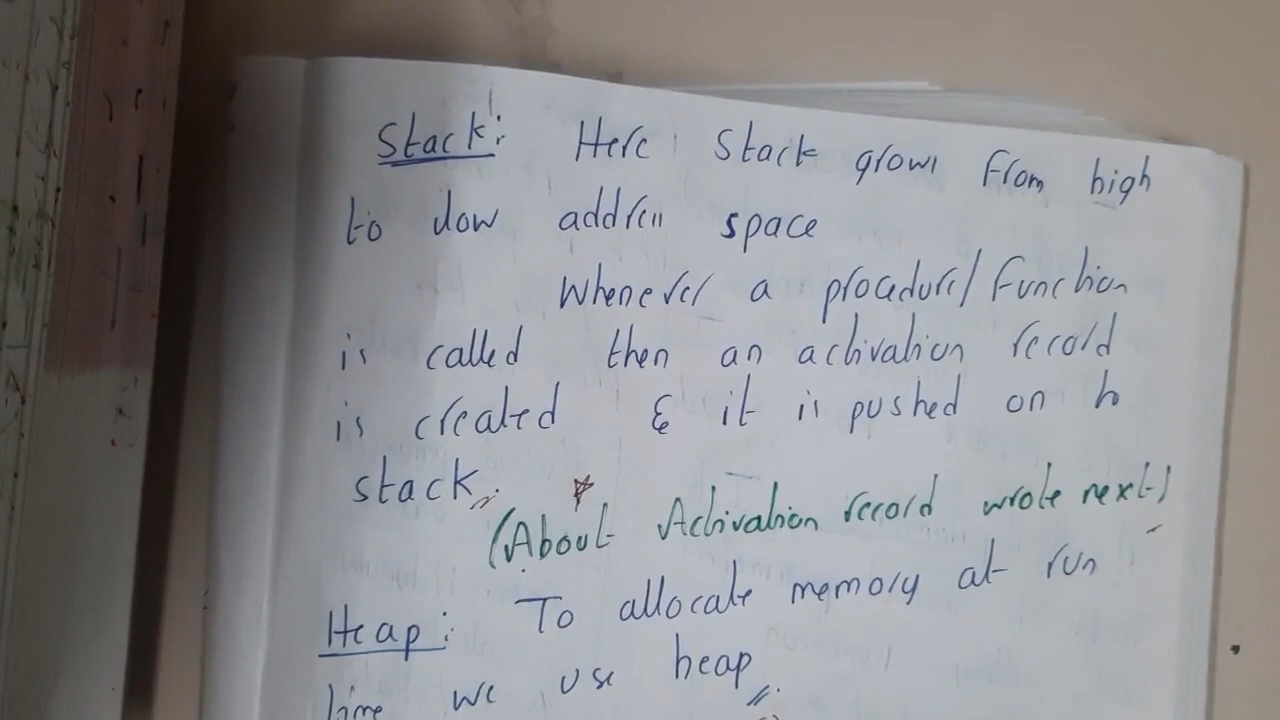 Stack: Here Stack grows from high
to low address space
Whenever a procedure/function
is called then an activation record
is created & it is pushed on to
stack.
(About Activation record wrote next)
Heap: To allocate memory at run
time we use heap